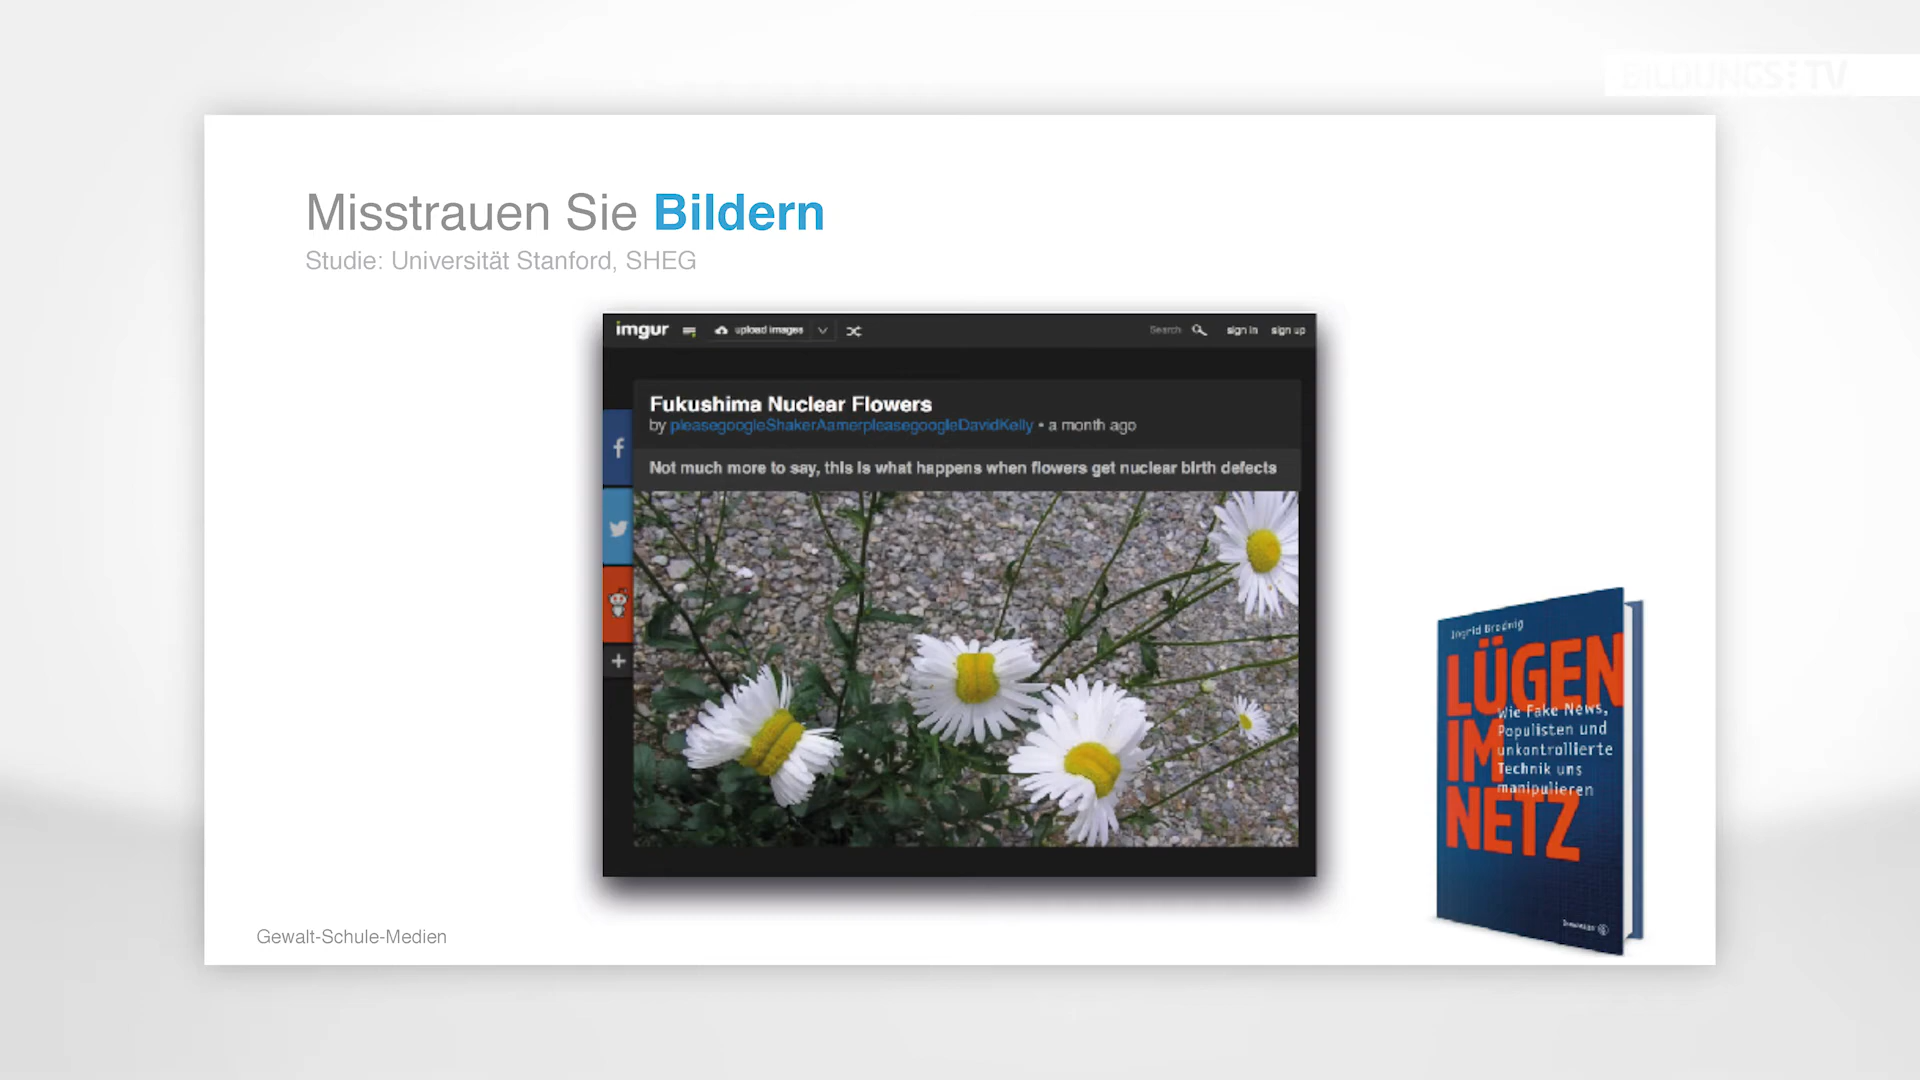 BILDUNGS TV
Misstrauen Sie Bildern
Studie: Universität Stanford, SHEG
imgur upload images Search sign in sign up
Fukushima Nuclear Flowers
by pleasegoogleShakerAamerpleasegoogleDavidKelly • a month ago
Not much more to say, this is what happens when flowers get nuclear birth defects
Ingrid Brodnig
LÜGEN
IM
NETZ
Wie Fake News,
Populisten und
unkontrollierte
Technik uns
manipulieren
Gewalt-Schule-Medien